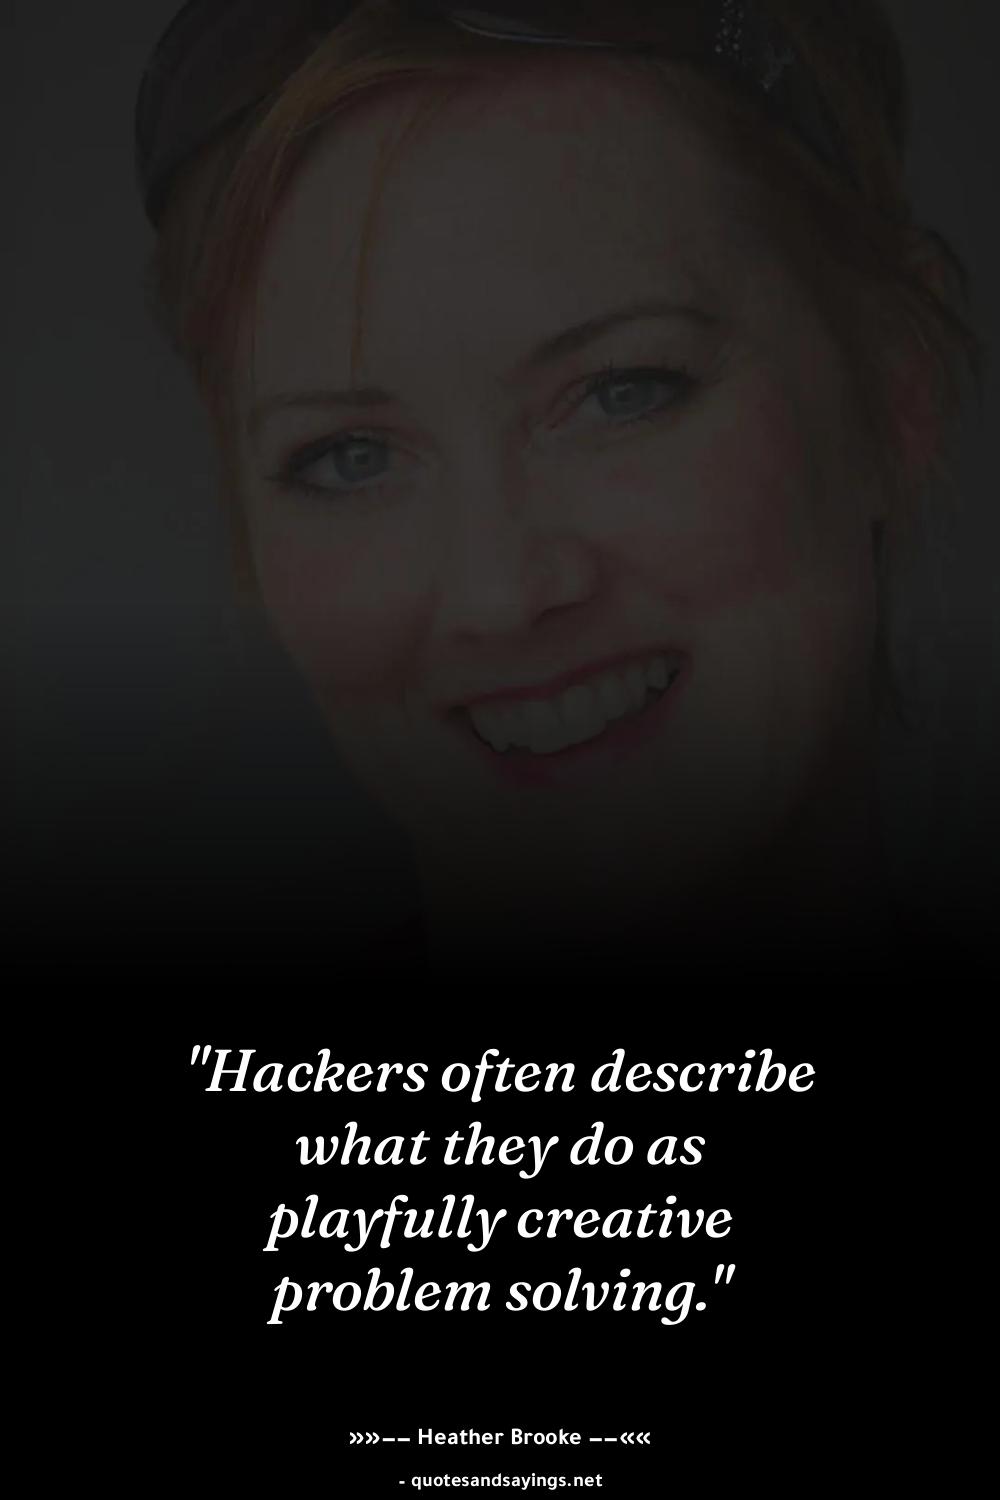 "Hackers often describe
what they do as
playfully creative
problem solving."
»»−− Heather Brooke −−««
- quotesandsayings.net